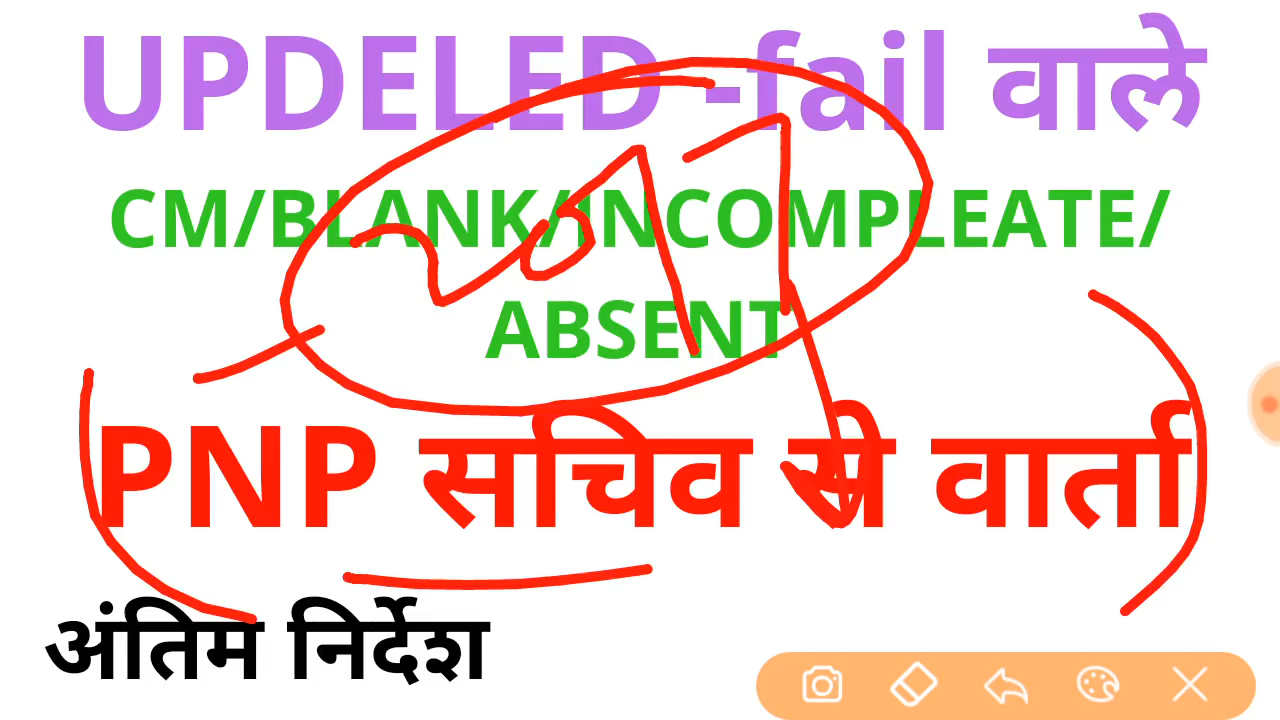 UPDELED -fail वाले
CM/BLANK/INCOMPLEATE/
ABSENT
PNP सचिव से वार्ता
अंतिम निर्देश